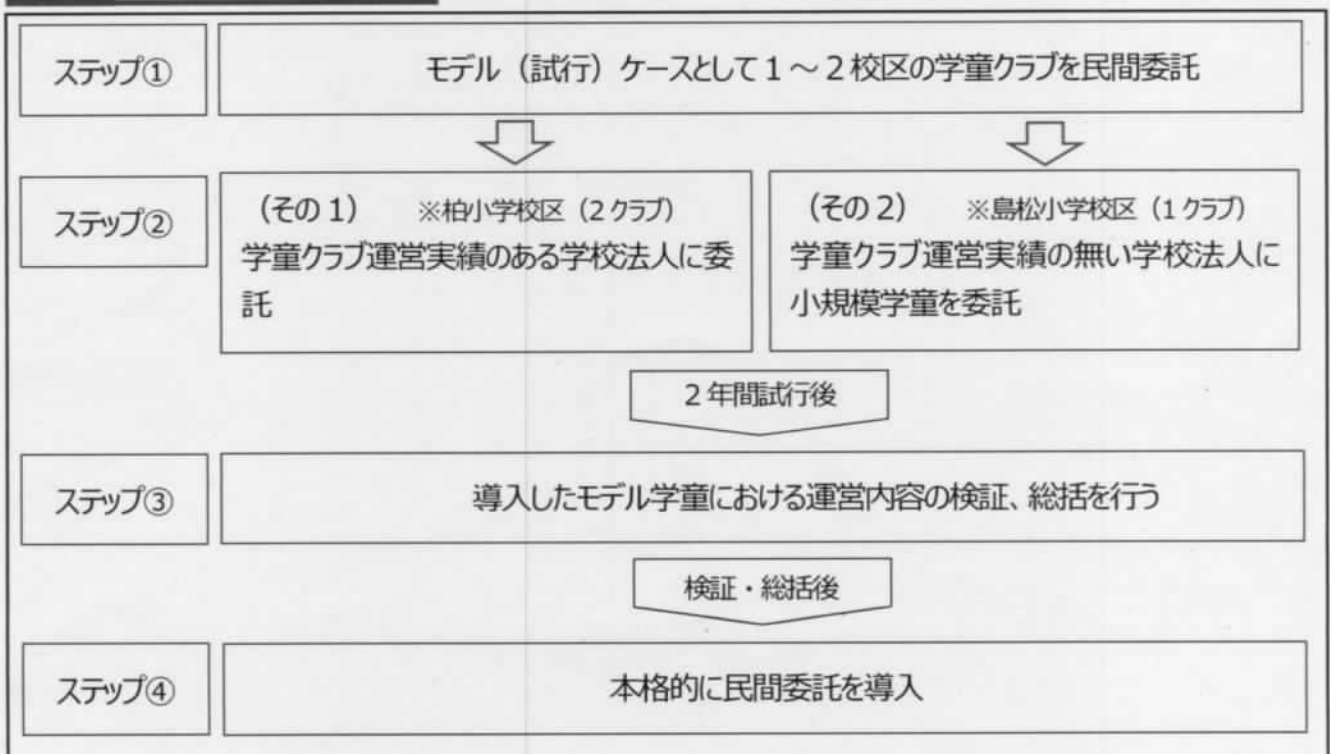 ステップ①
モデル（試行）ケースとして１～２校区の学童クラブを民間委託
ステップ②
（その１）　※柏小学校区（２クラブ）
学童クラブ運営実績のある学校法人に委
託
（その２）　※島松小学校区（１クラブ）
学童クラブ運営実績の無い学校法人に
小規模学童を委託
２年間試行後
ステップ③
導入したモデル学童における運営内容の検証、総括を行う
検証・総括後
ステップ④
本格的に民間委託を導入